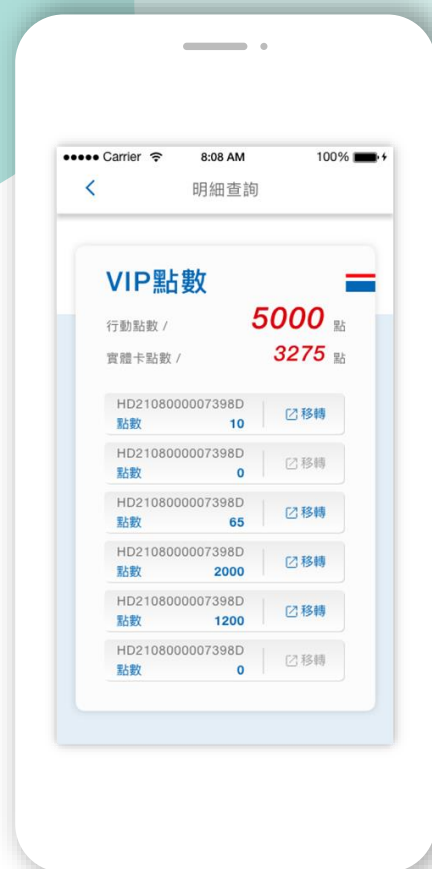 Carrier 8:08 AM 100%
明細查詢
VIP點數
行動點數 / 5000 點
實體卡點數 / 3275 點
HD2108000007398D
點數 10 移轉
HD2108000007398D
點數 0 移轉
HD2108000007398D
點數 65 移轉
HD2108000007398D
點數 2000 移轉
HD2108000007398D
點數 1200 移轉
HD2108000007398D
點數 0 移轉